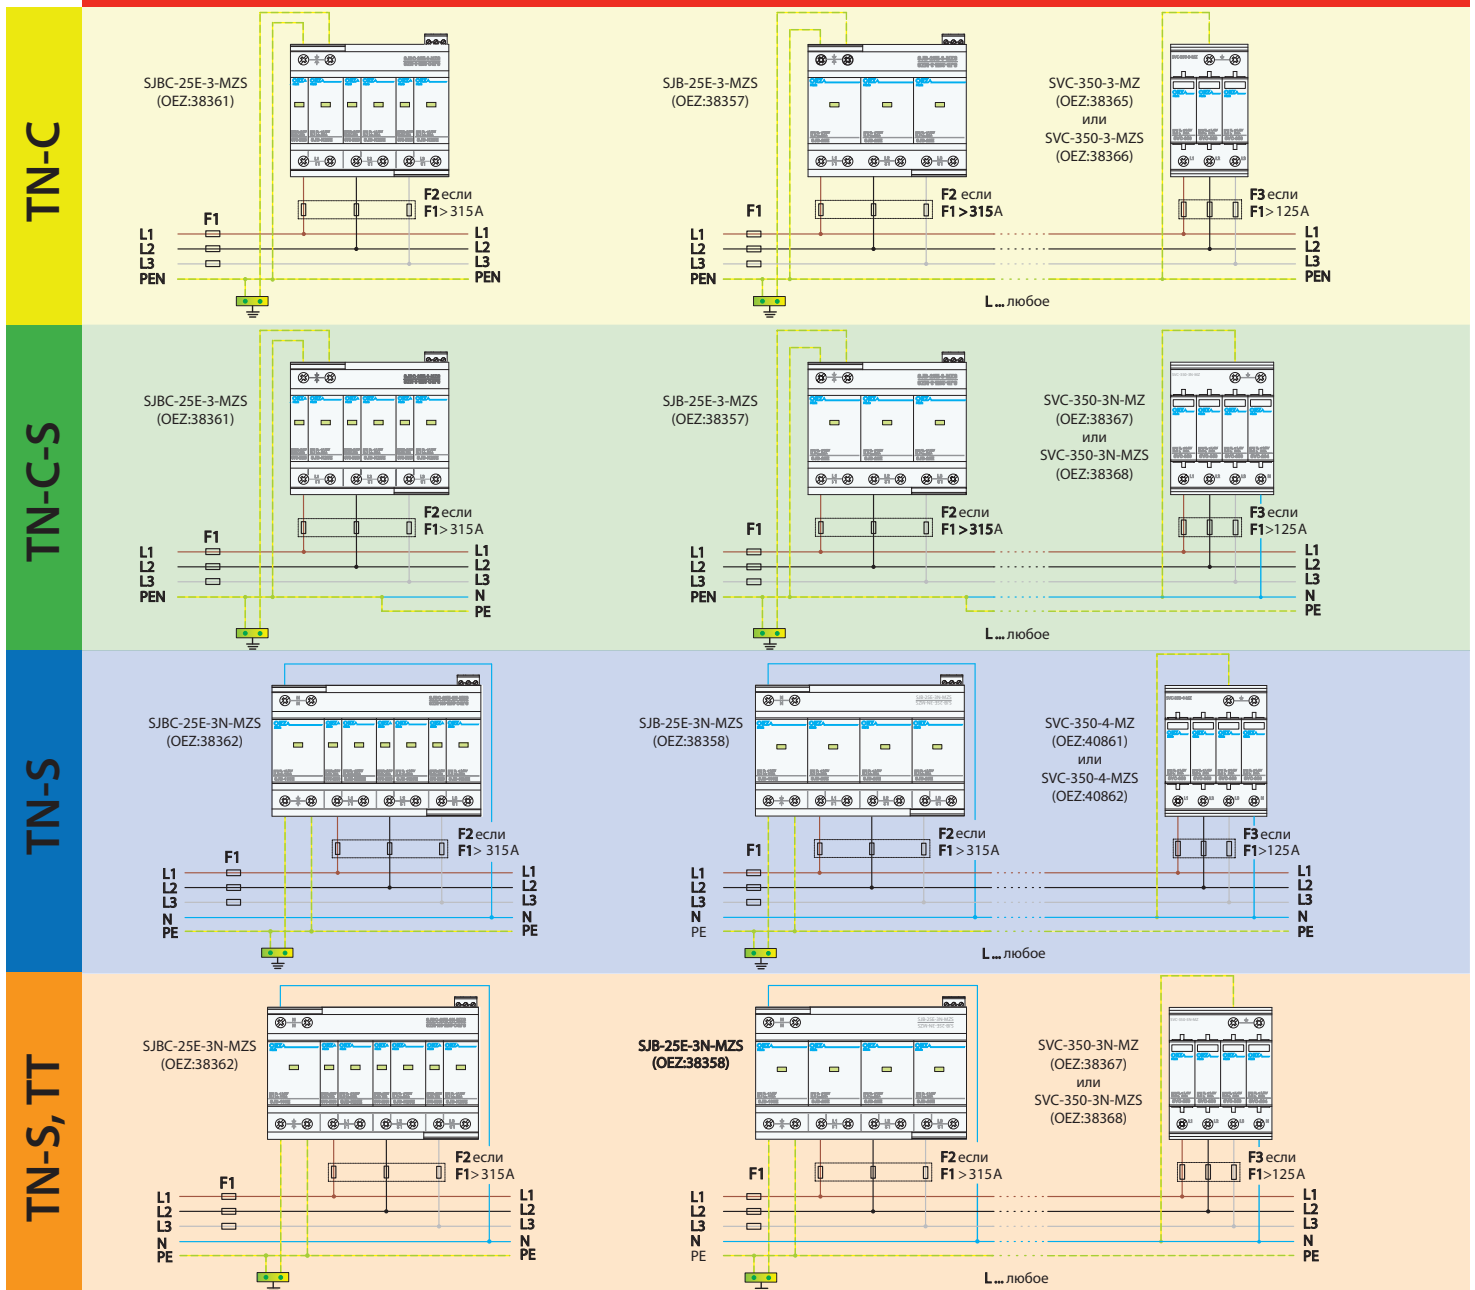 TN-C
SJBC-25E-3-MZS
(OEZ:38361)
F2 если
F1>315A
F1
L1
L2
L3
PEN
L1
L2
L3
PEN
SJB-25E-3-MZS
(OEZ:38357)
F2 если
F1>315A
F1
L1
L2
L3
PEN
SVC-350-3-MZ
(OEZ:38365)
или
SVC-350-3-MZS
(OEZ:38366)
F3 если
F1>125A
L1
L2
L3
PEN
L ... любое
TN-C-S
SJBC-25E-3-MZS
(OEZ:38361)
F2 если
F1>315A
F1
L1
L2
L3
PEN
L1
L2
L3
N
PE
SJB-25E-3-MZS
(OEZ:38357)
F2 если
F1>315A
F1
L1
L2
L3
PEN
SVC-350-3N-MZ
(OEZ:38367)
или
SVC-350-3N-MZS
(OEZ:38368)
F3 если
F1>125A
L1
L2
L3
N
PE
L ... любое
TN-S
SJBC-25E-3N-MZS
(OEZ:38362)
F2 если
F1> 315A
F1
L1
L2
L3
N
PE
L1
L2
L3
N
PE
SJB-25E-3N-MZS
(OEZ:38358)
F2 если
F1>315A
F1
L1
L2
L3
N
PE
SVC-350-4-MZ
(OEZ:40861)
или
SVC-350-4-MZS
(OEZ:40862)
F3 если
F1>125A
L1
L2
L3
N
PE
L ... любое
TN-S, TT
SJBC-25E-3N-MZS
(OEZ:38362)
F2 если
F1>315A
F1
L1
L2
L3
N
PE
L1
L2
L3
N
PE
SJB-25E-3N-MZS
(OEZ:38358)
F2 если
F1>315A
F1
L1
L2
L3
N
PE
SVC-350-3N-MZ
(OEZ:38367)
или
SVC-350-3N-MZS
(OEZ:38368)
F3 если
F1>125A
L1
L2
L3
N
PE
L ... любое